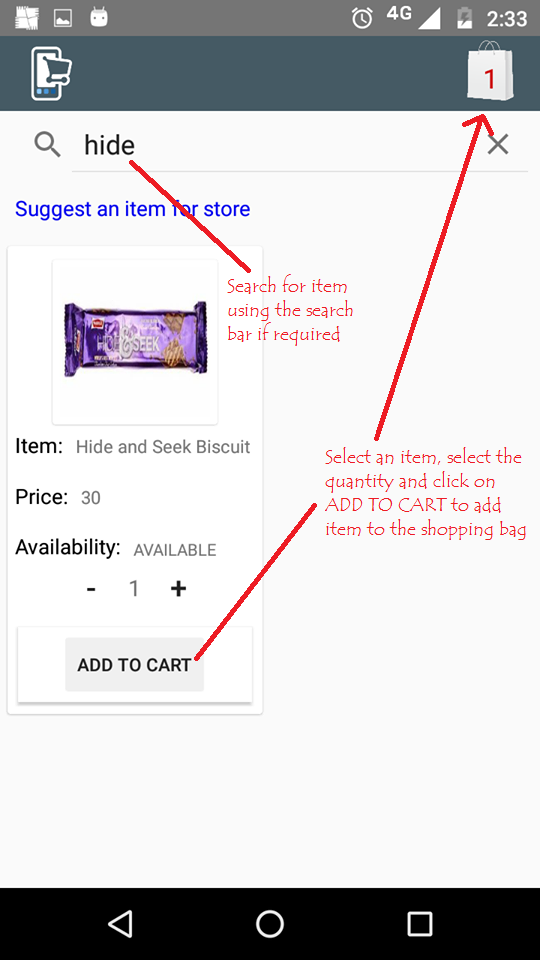 4G 2:33
1
hide
Suggest an item for store
Search for item
using the search
bar if required
HIDE & SEEK
Item: Hide and Seek Biscuit
Select an item, select the
quantity and click on
ADD TO CART to add
item to the shopping bag
Price: 30
Availability: AVAILABLE
- 1 +
ADD TO CART